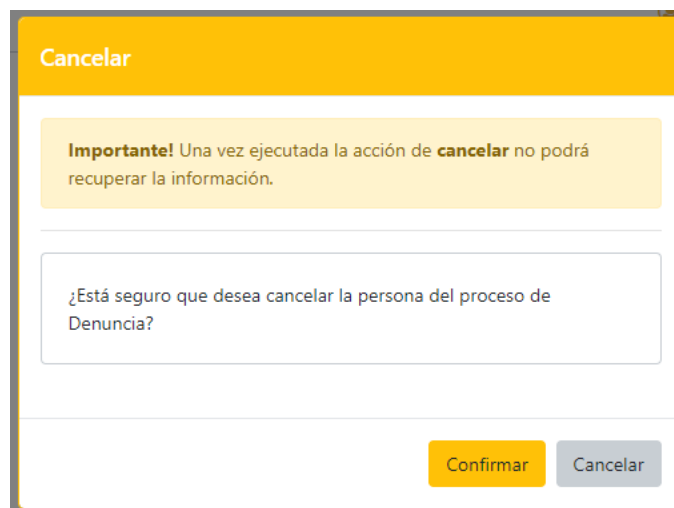 Cancelar
Importante! Una vez ejecutada la acción de cancelar no podrá
recuperar la información.
¿Está seguro que desea cancelar la persona del proceso de
Denuncia?
Confirmar
Cancelar